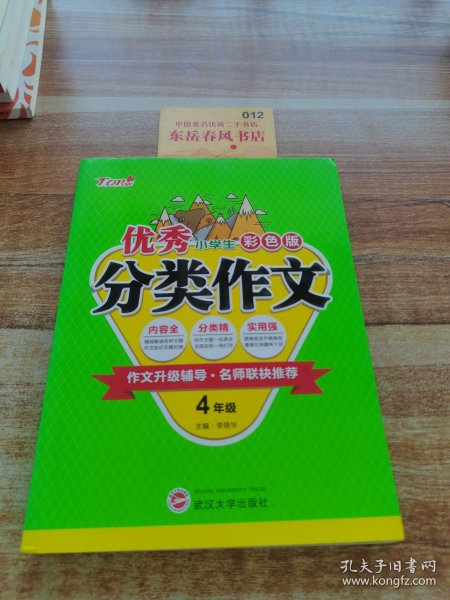 012
中国著名优摘二手书店
东岳春风书店
TOP
优秀小学生彩色版
分类作文
内容全 分类精 实用强
作文升级辅导·名师联袂推荐
4年级
主编：李筱华
WUHAN UNIVERSITY PRESS
武汉大学出版社
孔夫子旧书网
www.kongfz.com